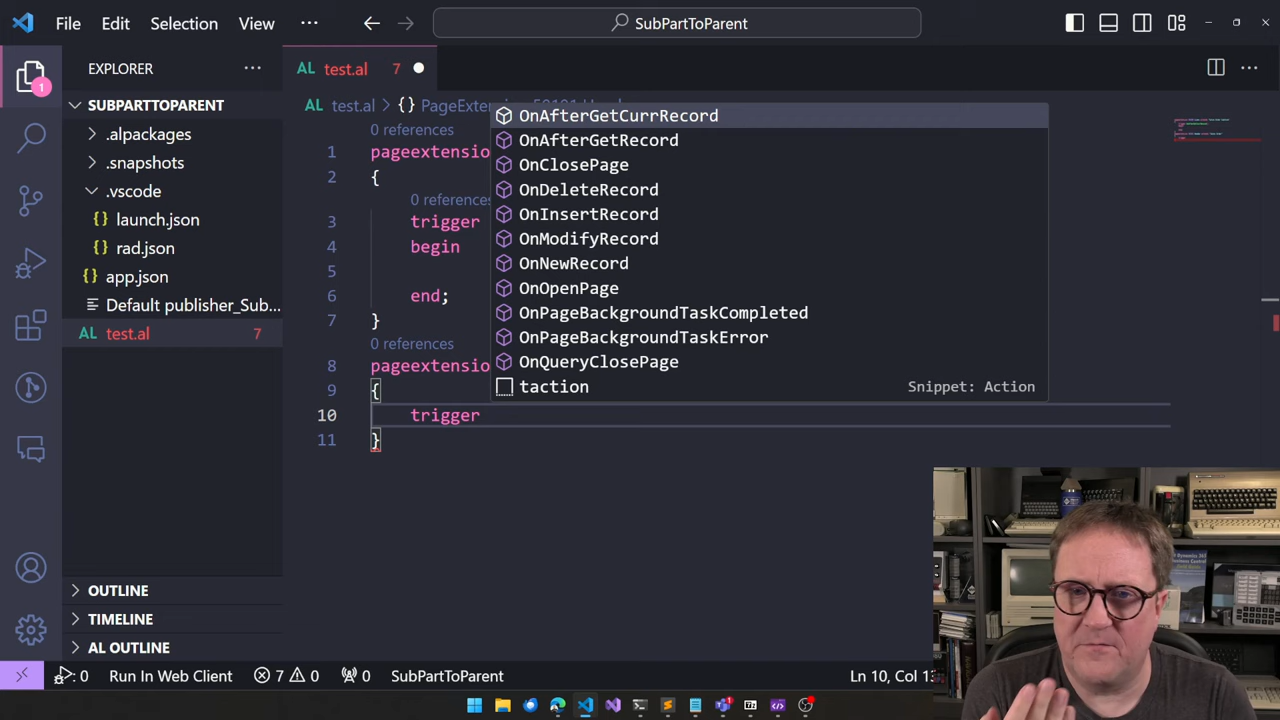 File Edit Selection View ··· SubPartToParent
EXPLORER ···
AL test.al 7
SUBPARTTOPARENT
.alpackages
.snapshots
.vscode
launch.json
rad.json
app.json
Default publisher_Sub...
AL test.al 7
OUTLINE
TIMELINE
AL OUTLINE
AL test.al > {} PageExten
0 references
1 pageextensio
2 {
0 references
3 trigger
4 begin
5
6 end;
7 }
0 references
8 pageextensio
9 {
10 trigger
11 }
OnAfterGetCurrRecord
OnAfterGetRecord
OnClosePage
OnDeleteRecord
OnInsertRecord
OnModifyRecord
OnNewRecord
OnOpenPage
OnPageBackgroundTaskCompleted
OnPageBackgroundTaskError
OnQueryClosePage
taction Snippet: Action
1
: 0 Run In Web Client 7 0 0 SubPartToParent Ln 10, Col 13